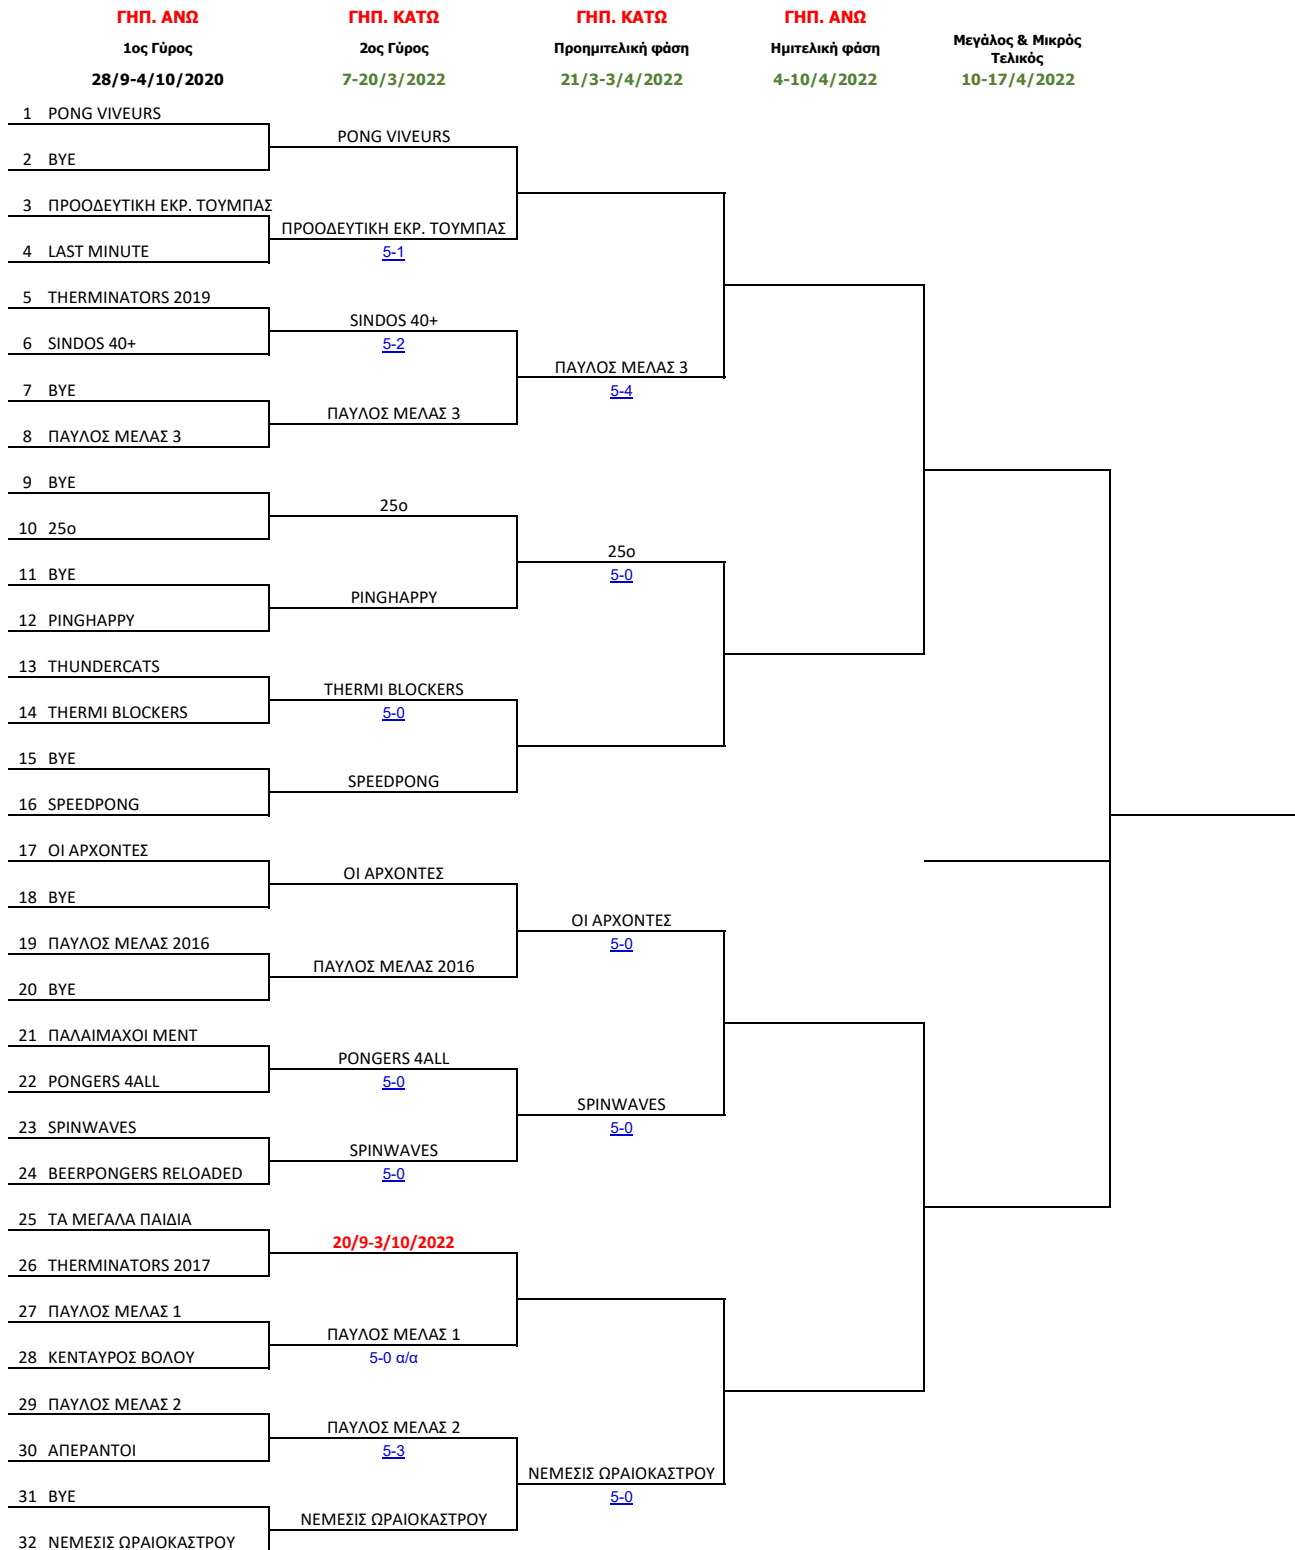 ΓΗΠ. ΑΝΩ ΓΗΠ. ΚΑΤΩ ΓΗΠ. ΚΑΤΩ ΓΗΠ. ΑΝΩ
1ος Γύρος 2ος Γύρος Προημιτελική φάση Ημιτελική φάση Μεγάλος & Μικρός
Τελικός
28/9-4/10/2020 7-20/3/2022 21/3-3/4/2022 4-10/4/2022 10-17/4/2022
1 PONG VIVEURS
PONG VIVEURS
2 BYE
3 ΠΡΟΟΔΕΥΤΙΚΗ ΕΚΡ. ΤΟΥΜΠΑΣ
ΠΡΟΟΔΕΥΤΙΚΗ ΕΚΡ. ΤΟΥΜΠΑΣ
4 LAST MINUTE 5-1
5 THERMINATORS 2019
SINDOS 40+
6 SINDOS 40+ 5-2
ΠΑΥΛΟΣ ΜΕΛΑΣ 3
7 BYE 5-4
ΠΑΥΛΟΣ ΜΕΛΑΣ 3
8 ΠΑΥΛΟΣ ΜΕΛΑΣ 3
9 BYE
25ο
10 25ο
25ο
11 BYE 5-0
PINGHAPPY
12 PINGHAPPY
13 THUNDERCATS
THERMI BLOCKERS
14 THERMI BLOCKERS 5-0
15 BYE
SPEEDPONG
16 SPEEDPONG
17 ΟΙ ΑΡΧΟΝΤΕΣ
ΟΙ ΑΡΧΟΝΤΕΣ
18 BYE
ΟΙ ΑΡΧΟΝΤΕΣ
19 ΠΑΥΛΟΣ ΜΕΛΑΣ 2016 5-0
ΠΑΥΛΟΣ ΜΕΛΑΣ 2016
20 BYE
21 ΠΑΛΑΙΜΑΧΟΙ ΜΕΝΤ
PONGERS 4ALL
22 PONGERS 4ALL 5-0
SPINWAVES
23 SPINWAVES 5-0
SPINWAVES
24 BEERPONGERS RELOADED 5-0
25 ΤΑ ΜΕΓΑΛΑ ΠΑΙΔΙΑ
20/9-3/10/2022
26 THERMINATORS 2017
27 ΠΑΥΛΟΣ ΜΕΛΑΣ 1
ΠΑΥΛΟΣ ΜΕΛΑΣ 1
28 ΚΕΝΤΑΥΡΟΣ ΒΟΛΟΥ 5-0 α/α
29 ΠΑΥΛΟΣ ΜΕΛΑΣ 2
ΠΑΥΛΟΣ ΜΕΛΑΣ 2
30 ΑΠΕΡΑΝΤΟΙ 5-3
ΝΕΜΕΣΙΣ ΩΡΑΙΟΚΑΣΤΡΟΥ
31 BYE 5-0
ΝΕΜΕΣΙΣ ΩΡΑΙΟΚΑΣΤΡΟΥ
32 ΝΕΜΕΣΙΣ ΩΡΑΙΟΚΑΣΤΡΟΥ